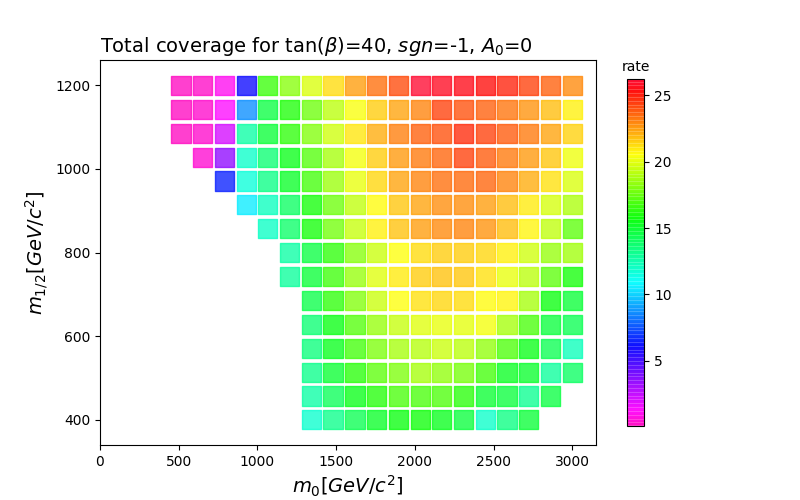 Total coverage for tan(β)=40, sgn=-1, A₀=0
rate
1200
1000
800
600
400
m₁/₂[GeV/c²]
25
20
15
10
5
0 500 1000 1500 2000 2500 3000
m₀[GeV/c²]